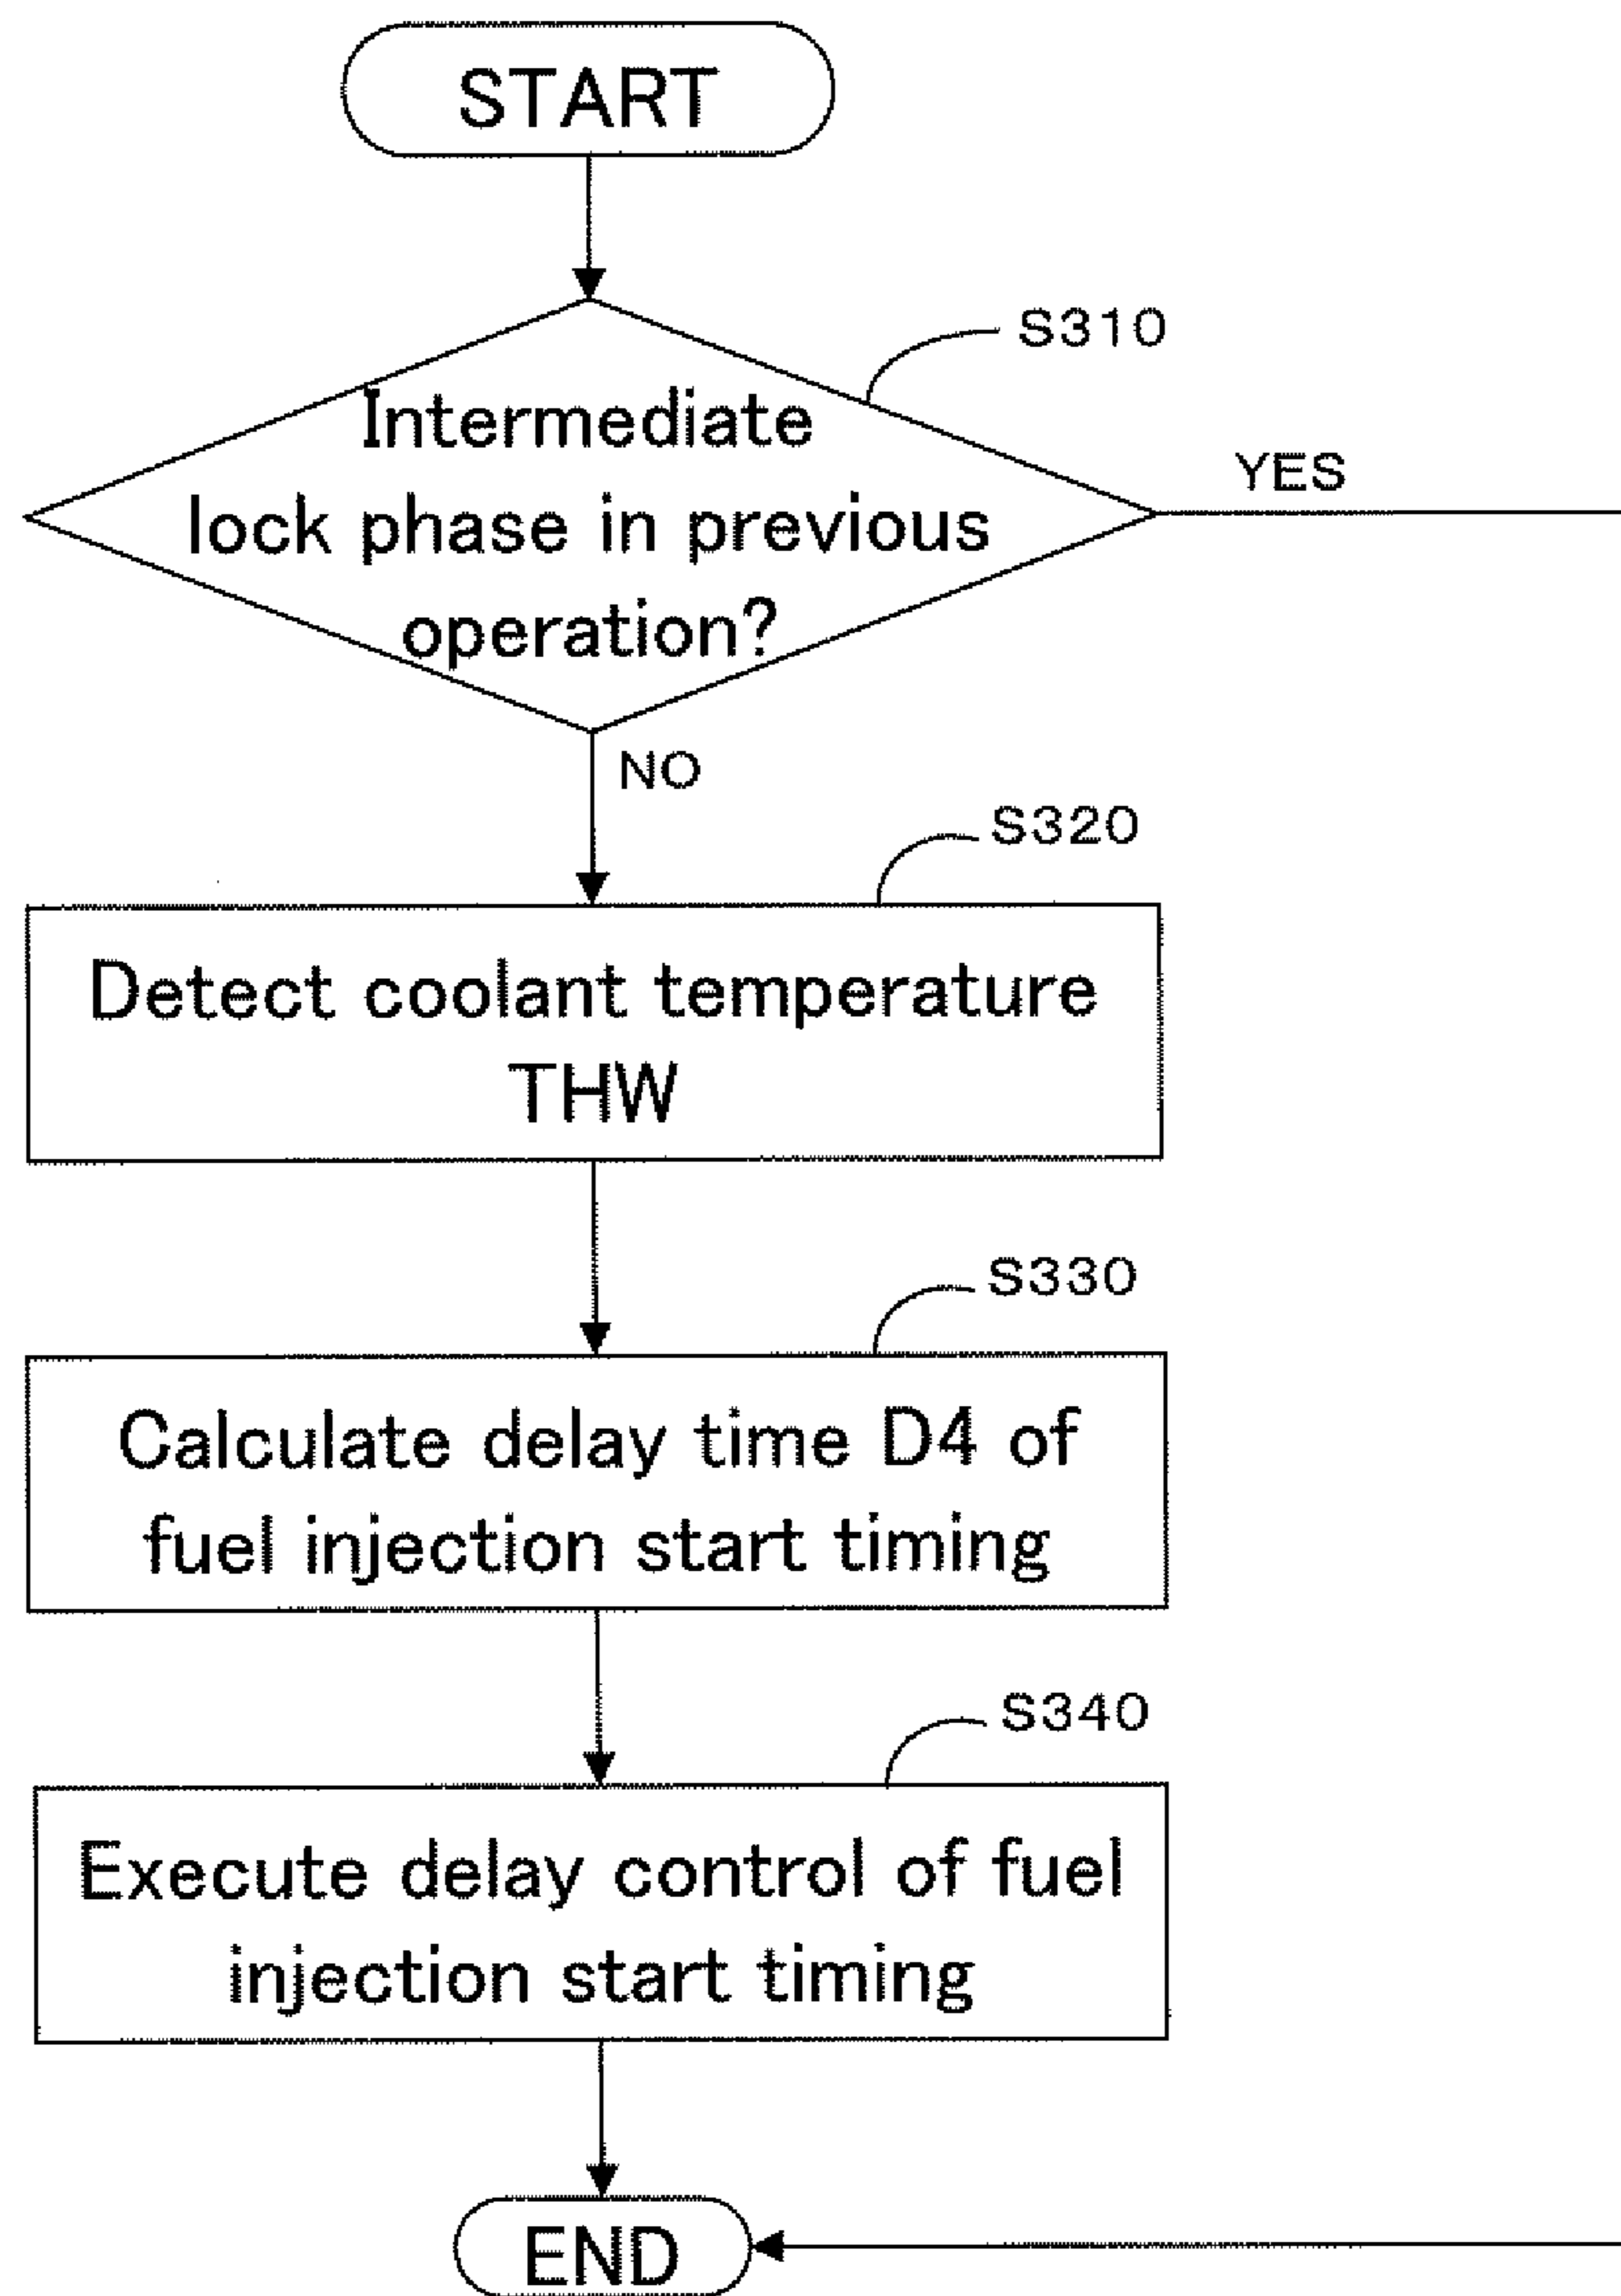 START
S310
Intermediate
lock phase in previous
operation?
YES
NO
S320
Detect coolant temperature
THW
S330
Calculate delay time D4 of
fuel injection start timing
S340
Execute delay control of fuel
injection start timing
END